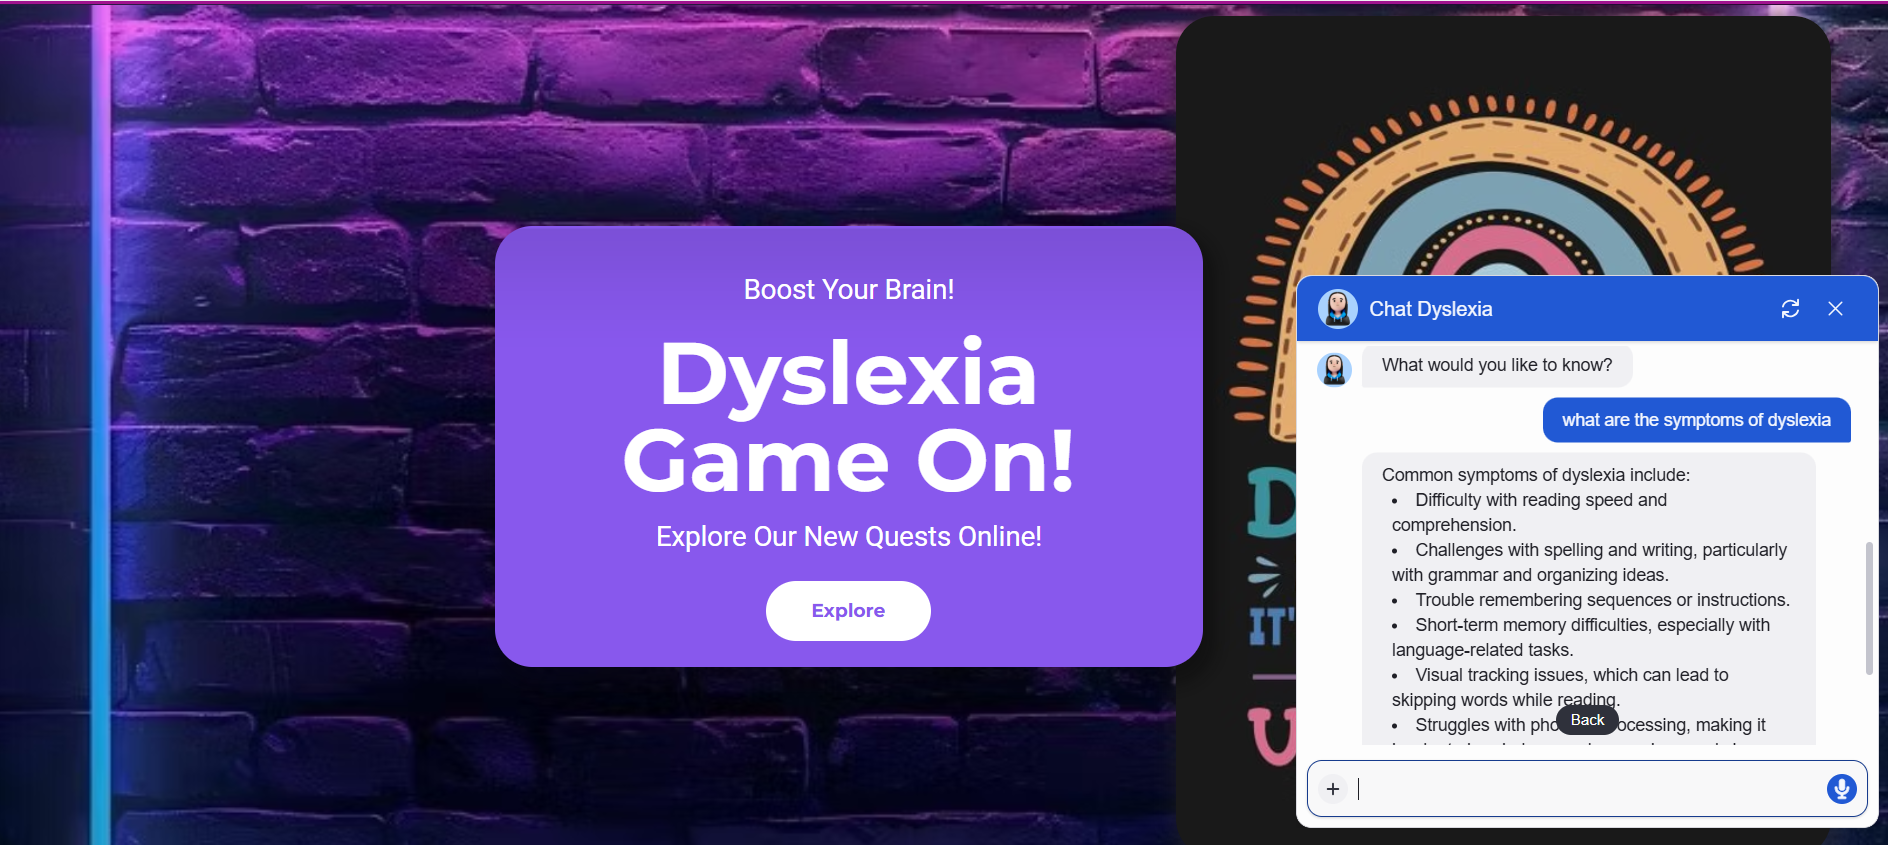 Boost Your Brain!
Dyslexia
Game On!
Explore Our New Quests Online!
Explore
D
IT'
Chat Dyslexia
What would you like to know?
what are the symptoms of dyslexia
Common symptoms of dyslexia include:
• Difficulty with reading speed and
comprehension.
• Challenges with spelling and writing, particularly
with grammar and organizing ideas.
• Trouble remembering sequences or instructions.
• Short-term memory difficulties, especially with
language-related tasks.
• Visual tracking issues, which can lead to
skipping words while reading.
• Struggles with making it
Back